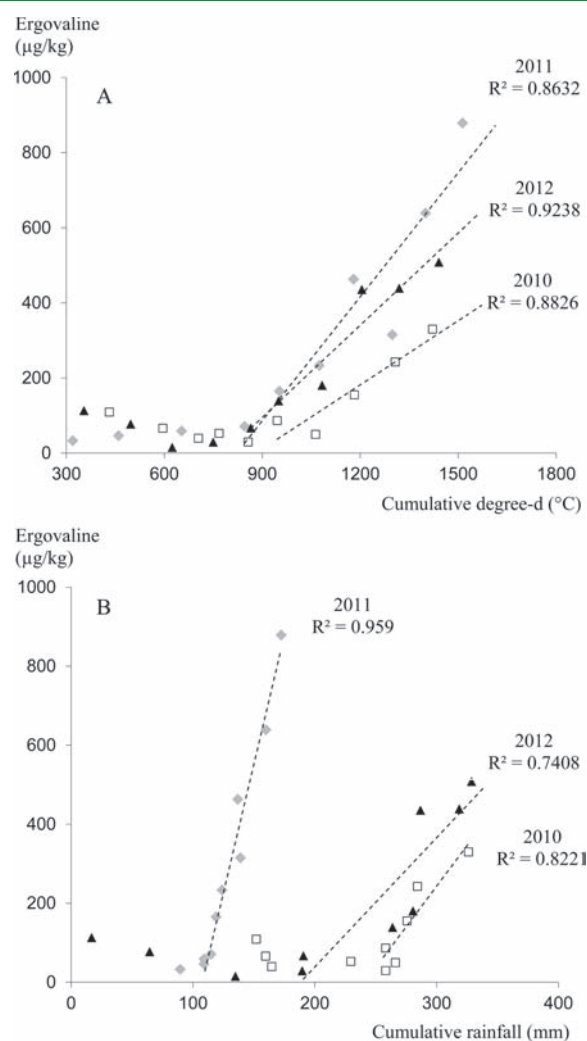 Ergovaline
(µg/kg)
1000
A
2011
R² = 0.8632
800
2012
R² = 0.9238
600
2010
R² = 0.8826
400
200
0
300 600 900 1200 1500 1800
Cumulative degree-d (°C)
Ergovaline
(µg/kg)
1000
B
2011
R² = 0.959
800
2012
R² = 0.7408
600
2010
R² = 0.8221
400
200
0
0 100 200 300 400
Cumulative rainfall (mm)